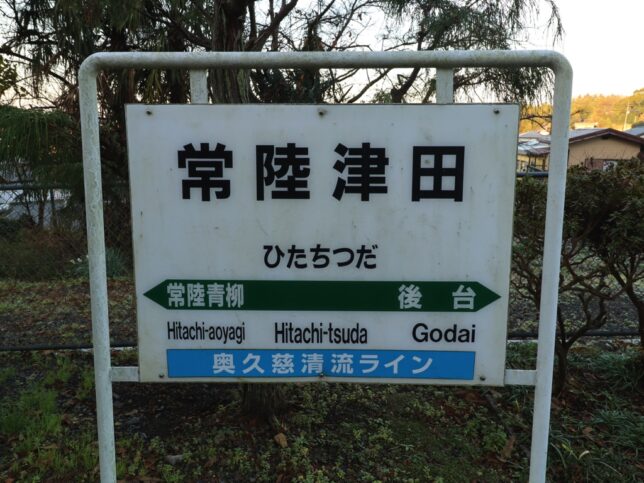 常陸津田
ひたちつだ
常陸青柳 後台
Hitachi-aoyagi Hitachi-tsuda Godai
奥久慈清流ライン